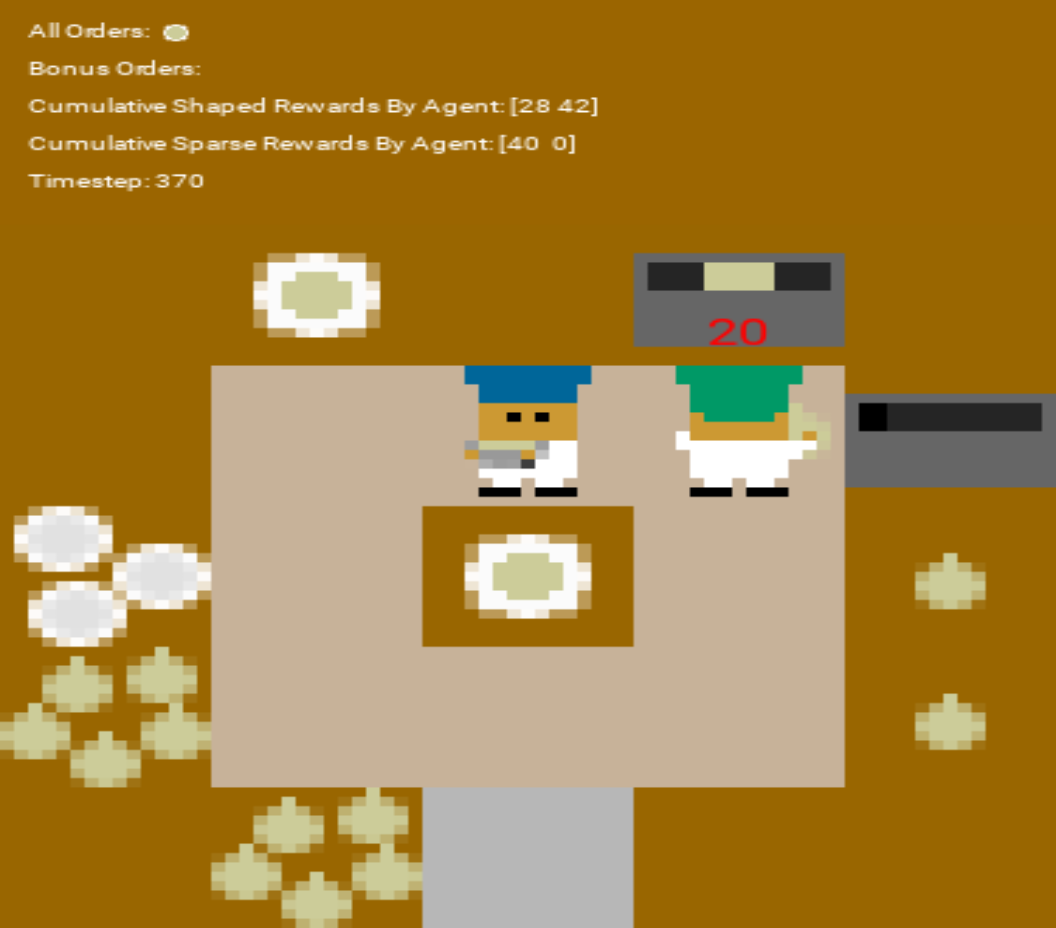 All Orders:
Bonus Orders:
Cumulative Shaped Rewards By Agent: [28 42]
Cumulative Sparse Rewards By Agent: [40  0]
Timestep: 370
20